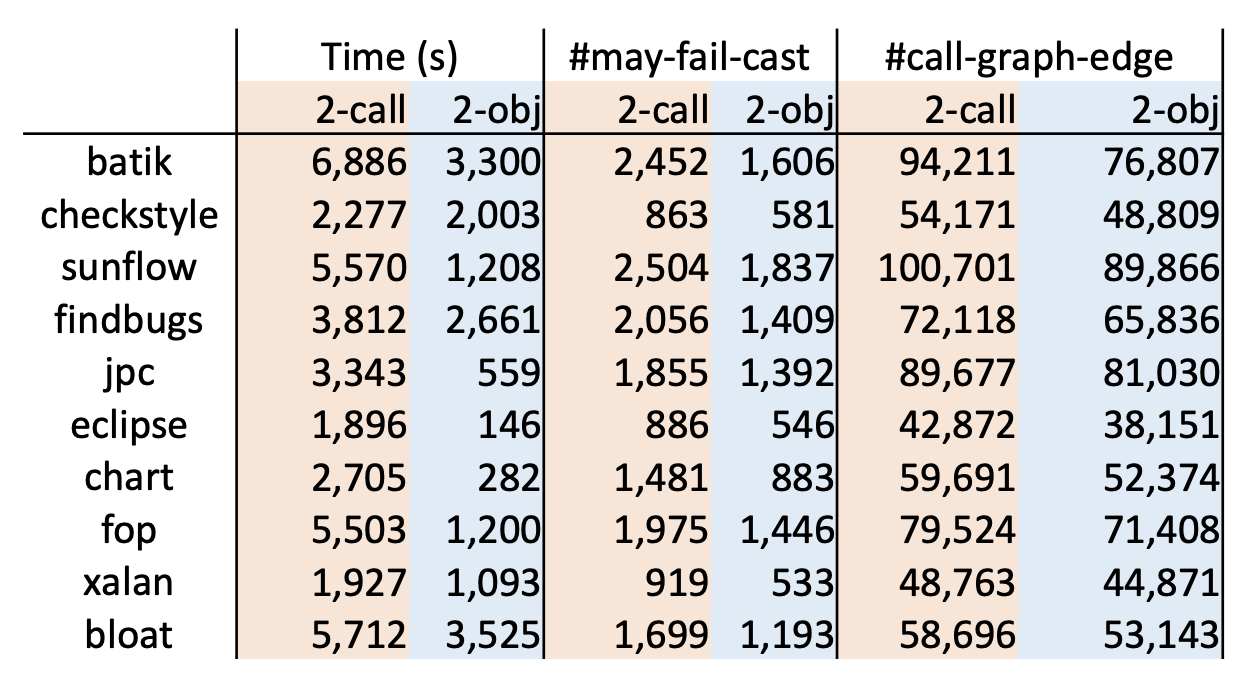 Time (s) #may-fail-cast #call-graph-edge
2-call 2-obj 2-call 2-obj 2-call 2-obj
batik 6,886 3,300 2,452 1,606 94,211 76,807
checkstyle 2,277 2,003 863 581 54,171 48,809
sunflow 5,570 1,208 2,504 1,837 100,701 89,866
findbugs 3,812 2,661 2,056 1,409 72,118 65,836
jpc 3,343 559 1,855 1,392 89,677 81,030
eclipse 1,896 146 886 546 42,872 38,151
chart 2,705 282 1,481 883 59,691 52,374
fop 5,503 1,200 1,975 1,446 79,524 71,408
xalan 1,927 1,093 919 533 48,763 44,871
bloat 5,712 3,525 1,699 1,193 58,696 53,143